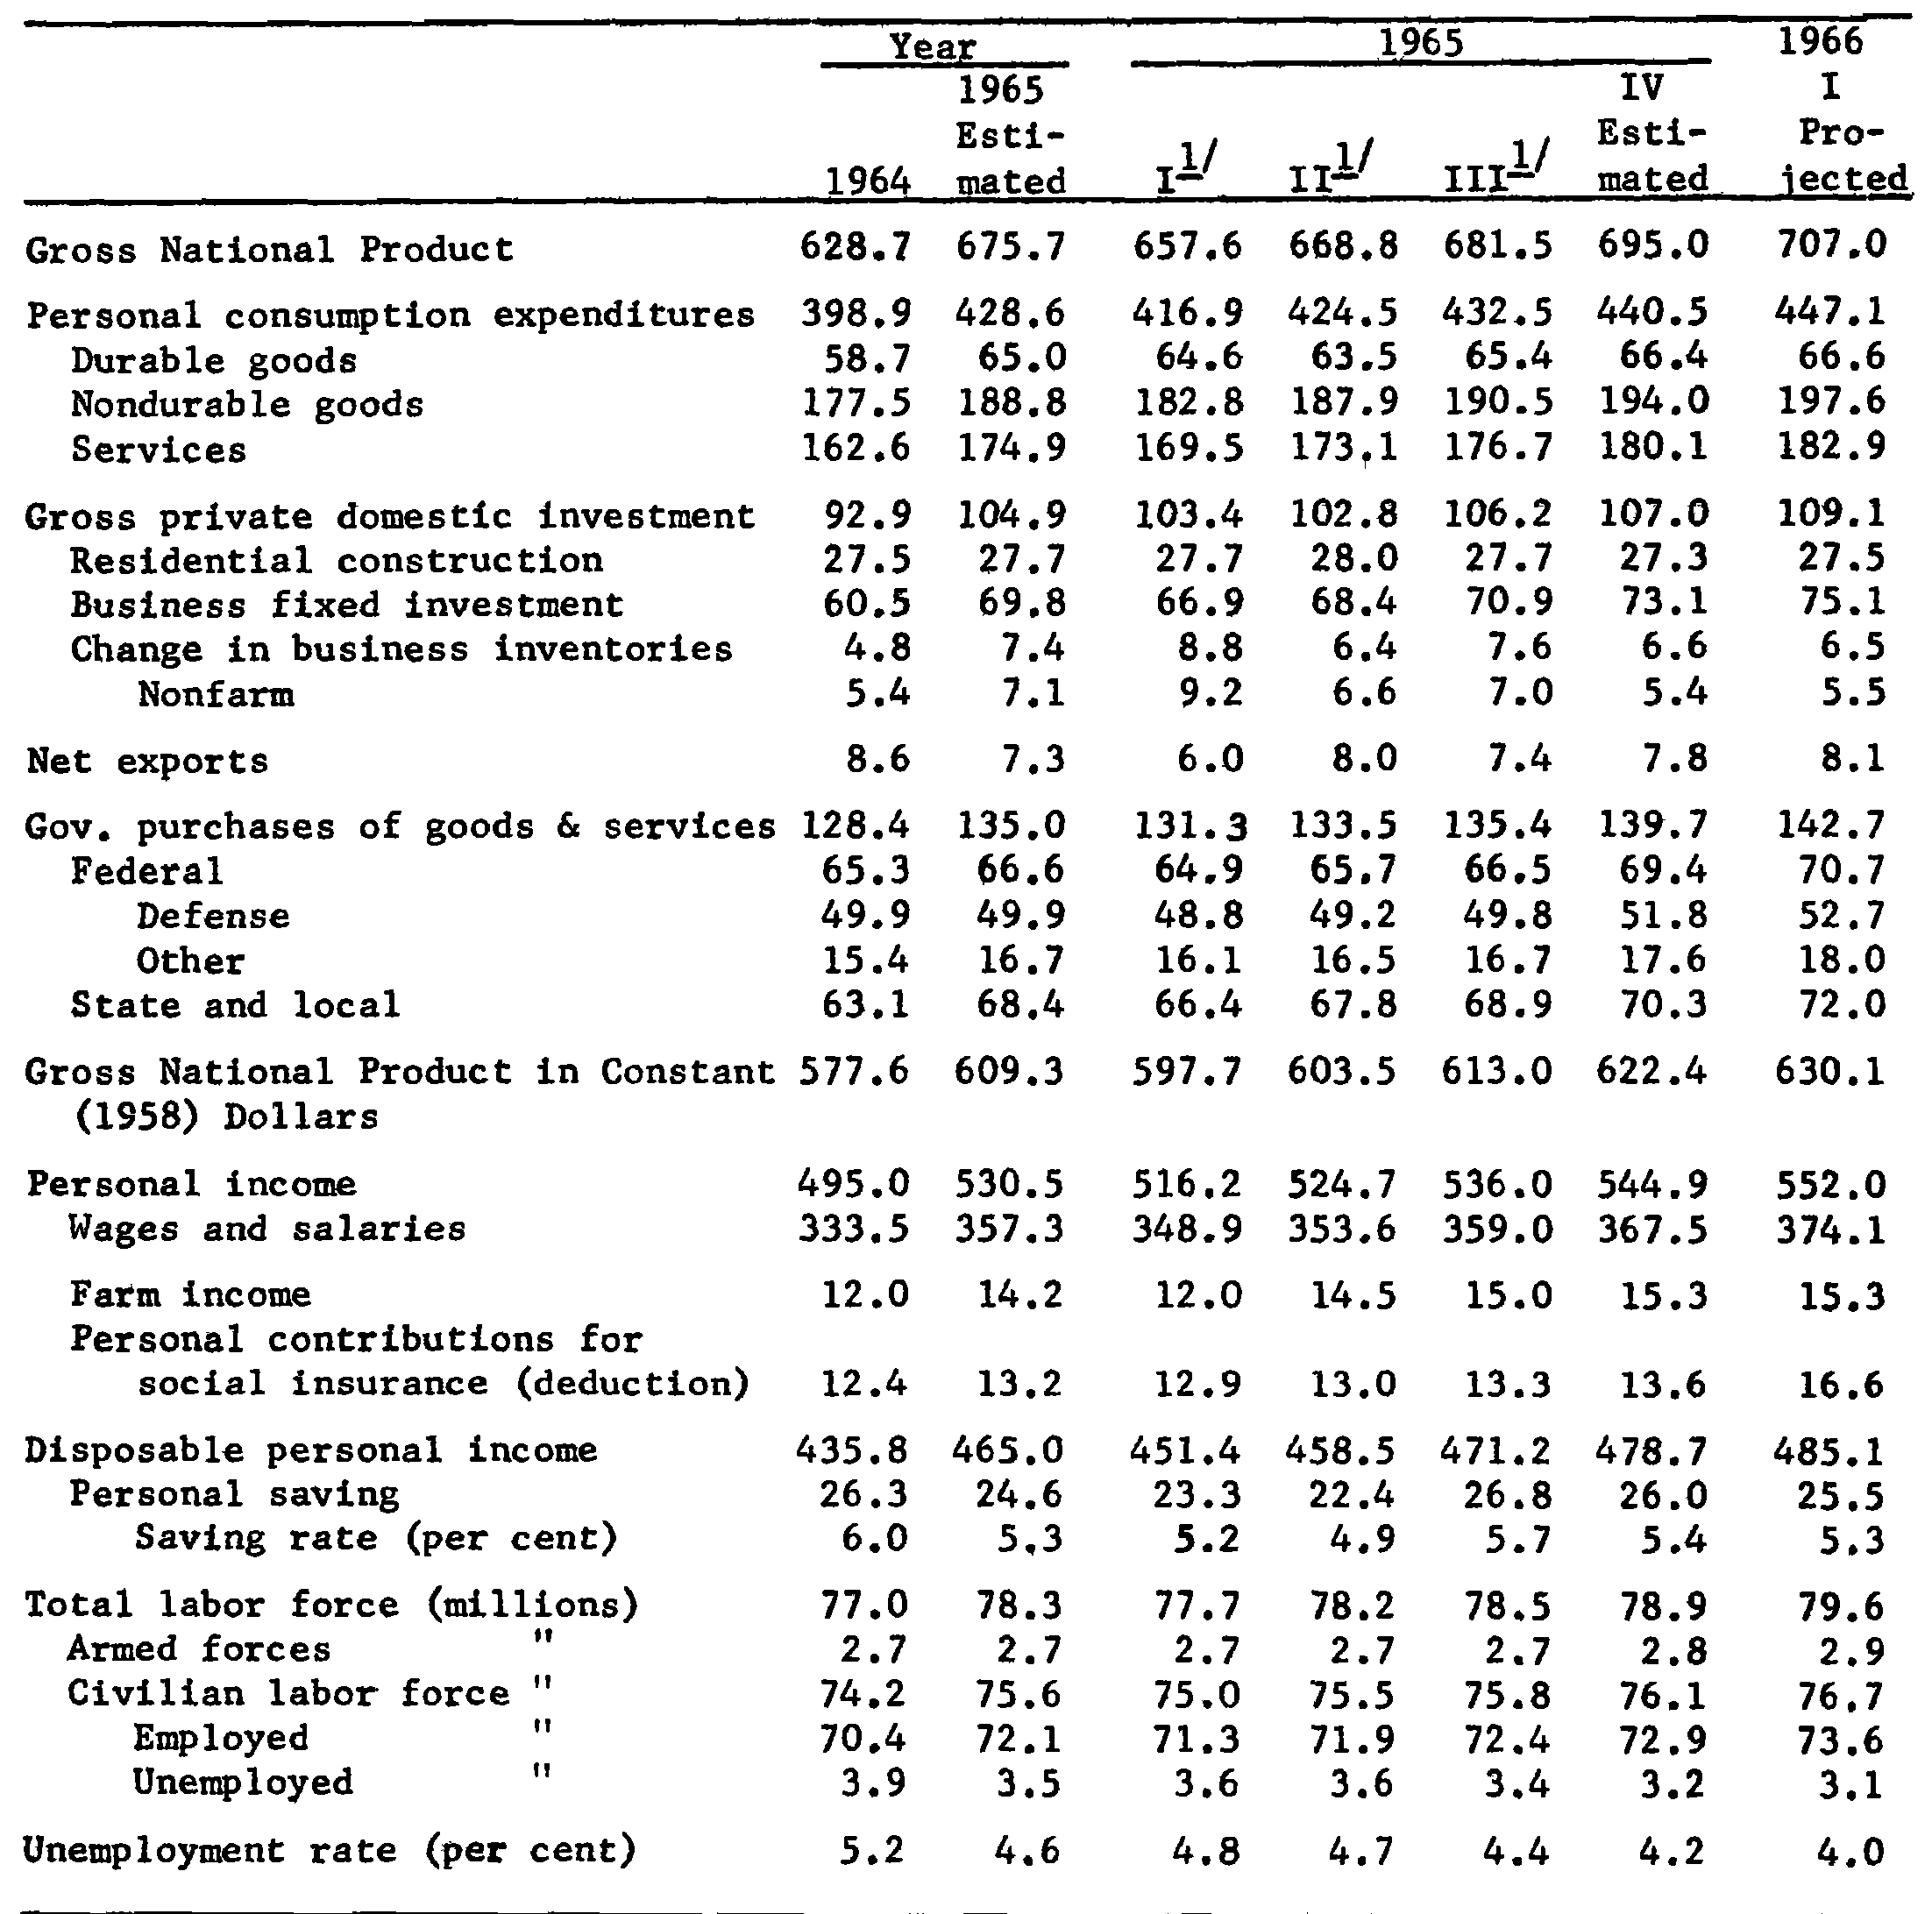 Year 1965 1966
1965 IV I
Esti- Esti- Pro-
1964 mated I1/ II1/ III1/ mated jected
Gross National Product 628.7 675.7 657.6 668.8 681.5 695.0 707.0
Personal consumption expenditures 398.9 428.6 416.9 424.5 432.5 440.5 447.1
Durable goods 58.7 65.0 64.6 63.5 65.4 66.4 66.6
Nondurable goods 177.5 188.8 182.8 187.9 190.5 194.0 197.6
Services 162.6 174.9 169.5 173.1 176.7 180.1 182.9
Gross private domestic investment 92.9 104.9 103.4 102.8 106.2 107.0 109.1
Residential construction 27.5 27.7 27.7 28.0 27.7 27.3 27.5
Business fixed investment 60.5 69.8 66.9 68.4 70.9 73.1 75.1
Change in business inventories 4.8 7.4 8.8 6.4 7.6 6.6 6.5
Nonfarm 5.4 7.1 9.2 6.6 7.0 5.4 5.5
Net exports 8.6 7.3 6.0 8.0 7.4 7.8 8.1
Gov. purchases of goods & services 128.4 135.0 131.3 133.5 135.4 139.7 142.7
Federal 65.3 66.6 64.9 65.7 66.5 69.4 70.7
Defense 49.9 49.9 48.8 49.2 49.8 51.8 52.7
Other 15.4 16.7 16.1 16.5 16.7 17.6 18.0
State and local 63.1 68.4 66.4 67.8 68.9 70.3 72.0
Gross National Product in Constant 577.6 609.3 597.7 603.5 613.0 622.4 630.1
(1958) Dollars
Personal income 495.0 530.5 516.2 524.7 536.0 544.9 552.0
Wages and salaries 333.5 357.3 348.9 353.6 359.0 367.5 374.1
Farm income 12.0 14.2 12.0 14.5 15.0 15.3 15.3
Personal contributions for
social insurance (deduction) 12.4 13.2 12.9 13.0 13.3 13.6 16.6
Disposable personal income 435.8 465.0 451.4 458.5 471.2 478.7 485.1
Personal saving 26.3 24.6 23.3 22.4 26.8 26.0 25.5
Saving rate (per cent) 6.0 5.3 5.2 4.9 5.7 5.4 5.3
Total labor force (millions) 77.0 78.3 77.7 78.2 78.5 78.9 79.6
Armed forces " 2.7 2.7 2.7 2.7 2.7 2.8 2.9
Civilian labor force " 74.2 75.6 75.0 75.5 75.8 76.1 76.7
Employed " 70.4 72.1 71.3 71.9 72.4 72.9 73.6
Unemployed " 3.9 3.5 3.6 3.6 3.4 3.2 3.1
Unemployment rate (per cent) 5.2 4.6 4.8 4.7 4.4 4.2 4.0